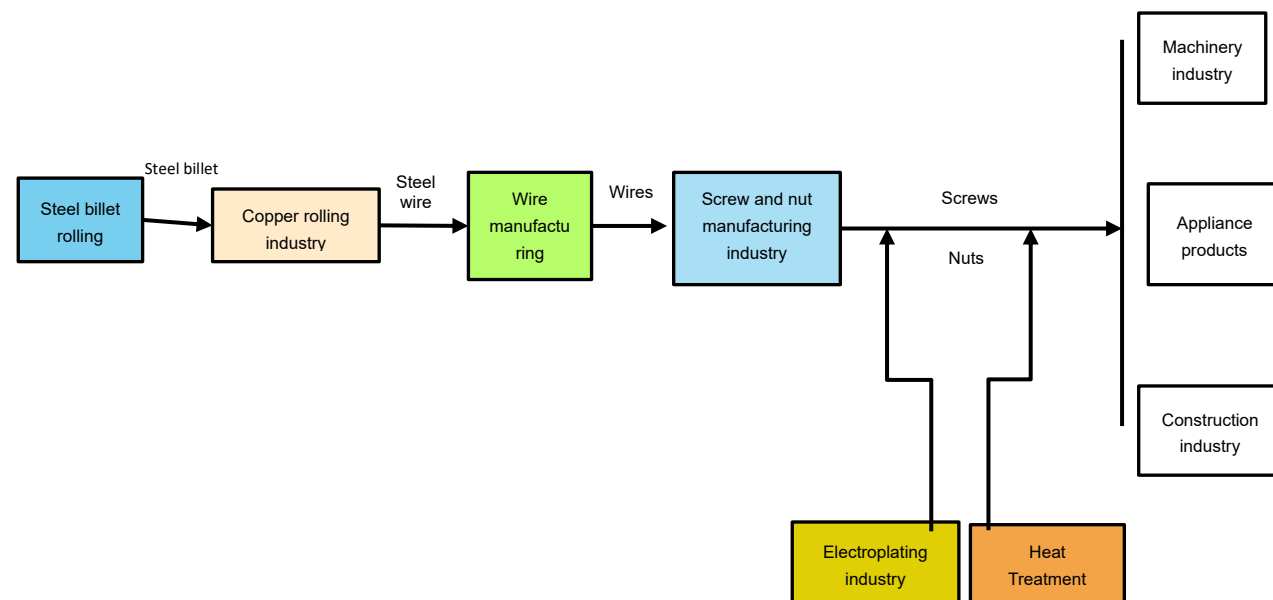 Machinery
industry
Steel billet
Steel billet
rolling
Copper rolling
industry
Steel
wire
Wire
manufactu
ring
Wires
Screw and nut
manufacturing
industry
Screws
Nuts
Appliance
products
Construction
industry
Electroplating
industry
Heat
Treatment